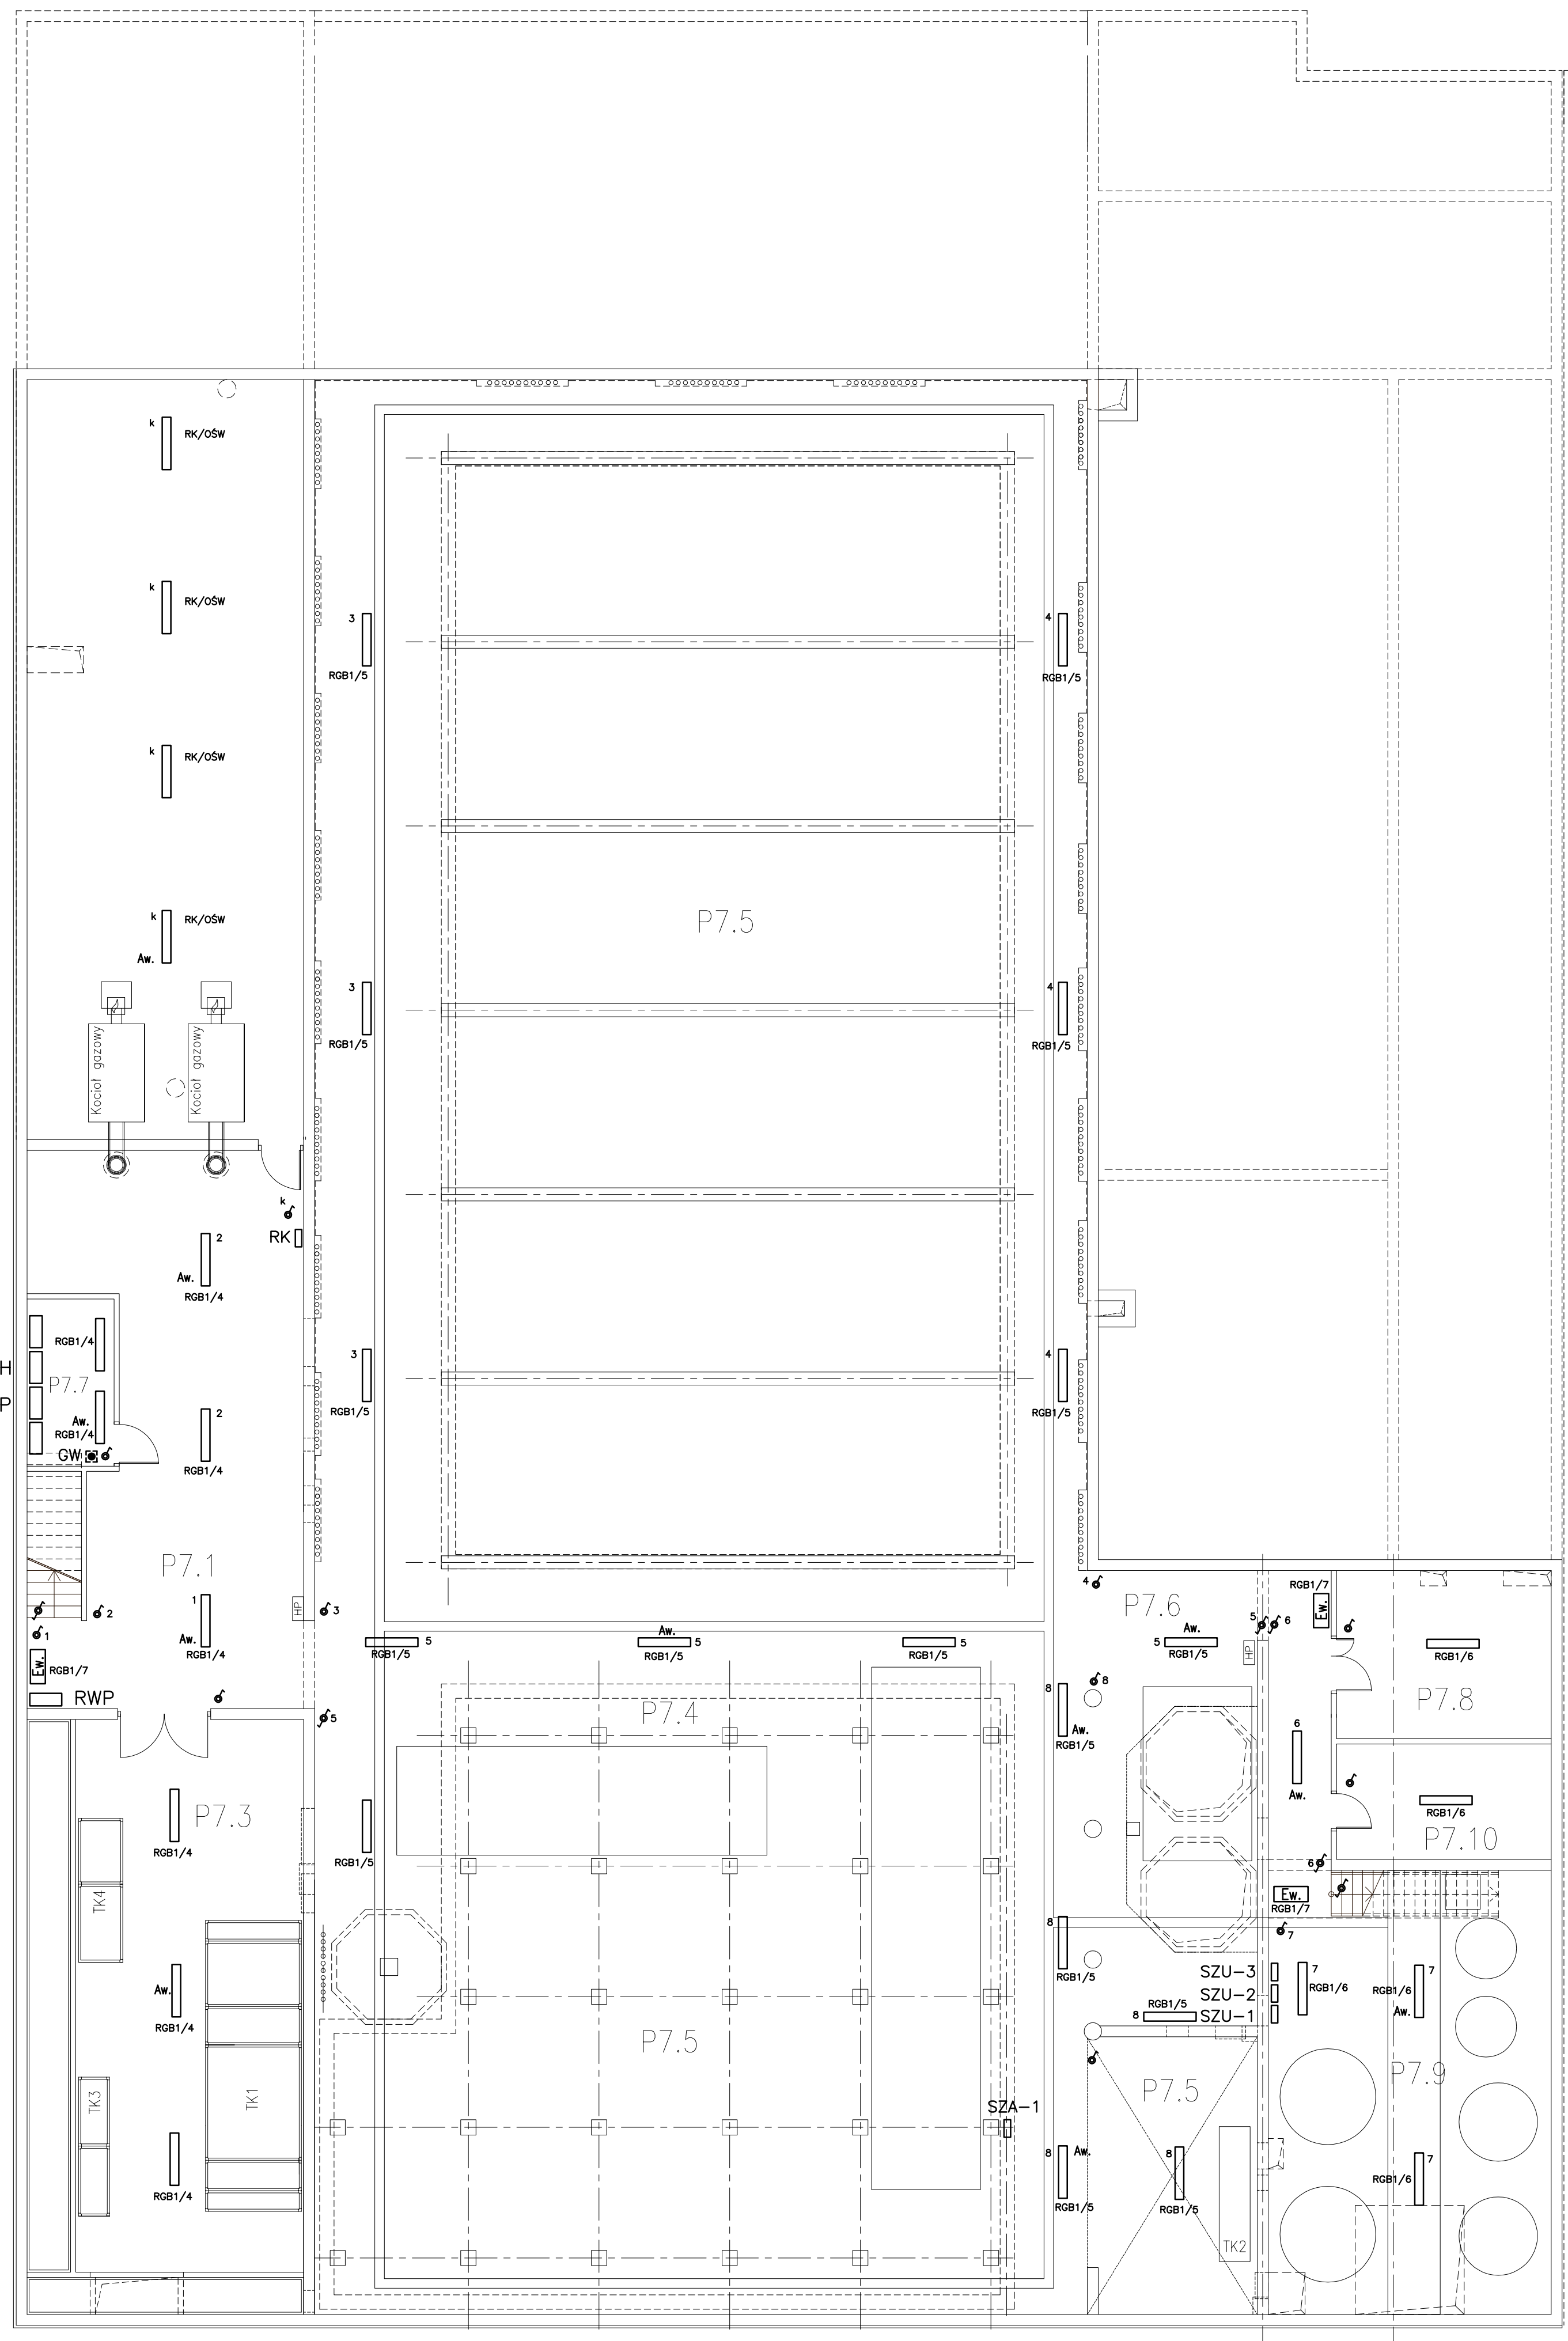 k
RK/OŚW
k
RK/OŚW
3
RGB1/5
4
RGB1/5
k
RK/OŚW
k
RK/OŚW
Aw.
P7.5
3
RGB1/5
4
RGB1/5
Kocioł gazowy
Kocioł gazowy
k
RK
2
Aw.
RGB1/4
H
P
RGB1/4
P7.7
Aw.
RGB1/4
GW
2
RGB1/4
3
RGB1/5
4
RGB1/5
P7.1
1
Aw.
RGB1/4
2
1
Ew.
RGB1/7
RWP
HP
3
5
5
RGB1/5
Aw.
5
RGB1/5
5
RGB1/5
4
P7.6
Aw.
5
RGB1/5
HP
5
6
RGB1/7
Ew.
RGB1/6
P7.8
8
Aw.
RGB1/5
8
P7.4
6
Aw.
RGB1/6
P7.10
P7.3
RGB1/4
RGB1/5
6
Ew.
RGB1/7
7
TK4
Aw.
RGB1/4
TK3
TK1
RGB1/4
8
RGB1/5
RGB1/5
8
SZU-3
SZU-2
SZU-1
7
RGB1/6
7
RGB1/6
Aw.
P7.5
P7.5
P7.9
SZA-1
8
Aw.
RGB1/5
8
RGB1/5
TK2
7
RGB1/6